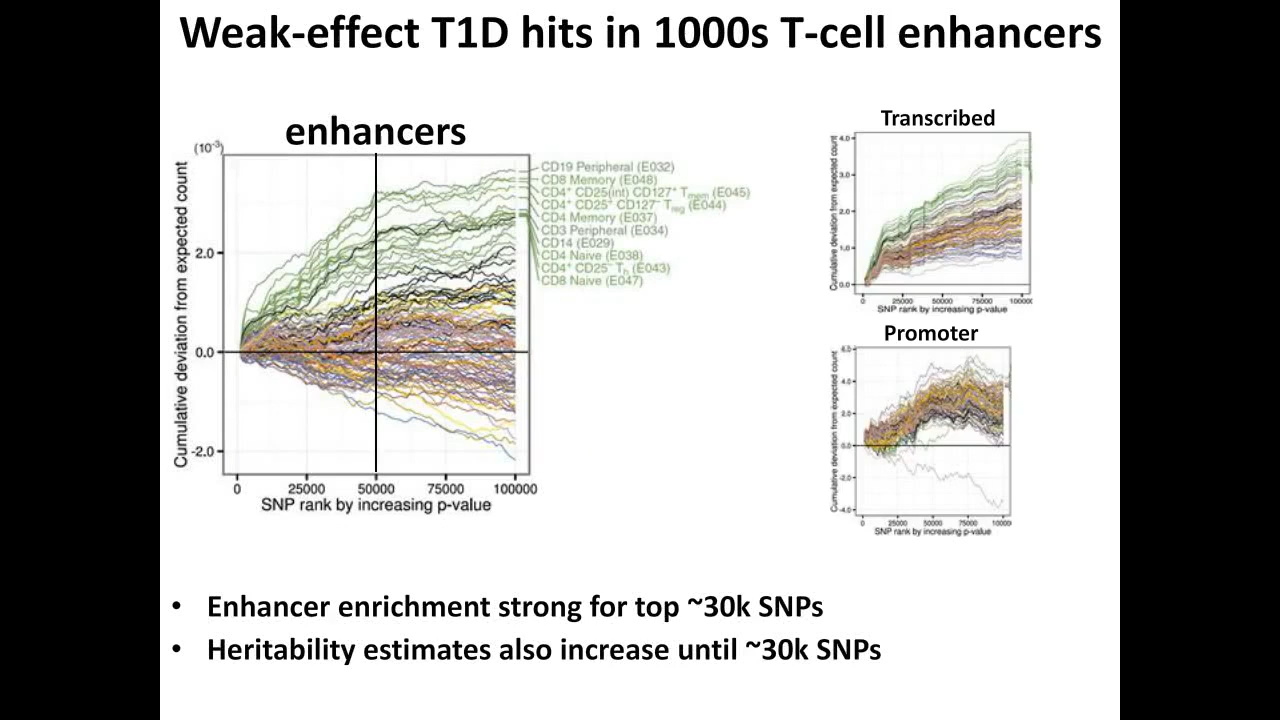 Weak-effect T1D hits in 1000s T-cell enhancers
enhancers
(10⁻³)
Cumulative deviation from expected count
2.0
0.0
-2.0
0
25000
50000
75000
100000
SNP rank by increasing p-value
CD19 Peripheral (E032)
CD8 Memory (E048)
CD4⁺ CD25(int) CD127⁺ Tmem (E045)
CD4⁺ CD25⁺ CD127⁻ Treg (E044)
CD4 Memory (E037)
CD3 Peripheral (E034)
CD14 (E029)
CD4 Naive (E038)
CD4⁺ CD25⁻ Th (E043)
CD8 Naive (E047)
Transcribed
Cumulative deviation from expected count
4.0
3.0
2.0
1.0
0.0
0
25000
50000
75000
100000
SNP rank by increasing p-value
Promoter
Cumulative deviation from expected count
6.0
4.0
2.0
0.0
-2.0
-4.0
0
25000
50000
75000
10000
SNP rank by increasing p-value
• Enhancer enrichment strong for top ~30k SNPs
• Heritability estimates also increase until ~30k SNPs